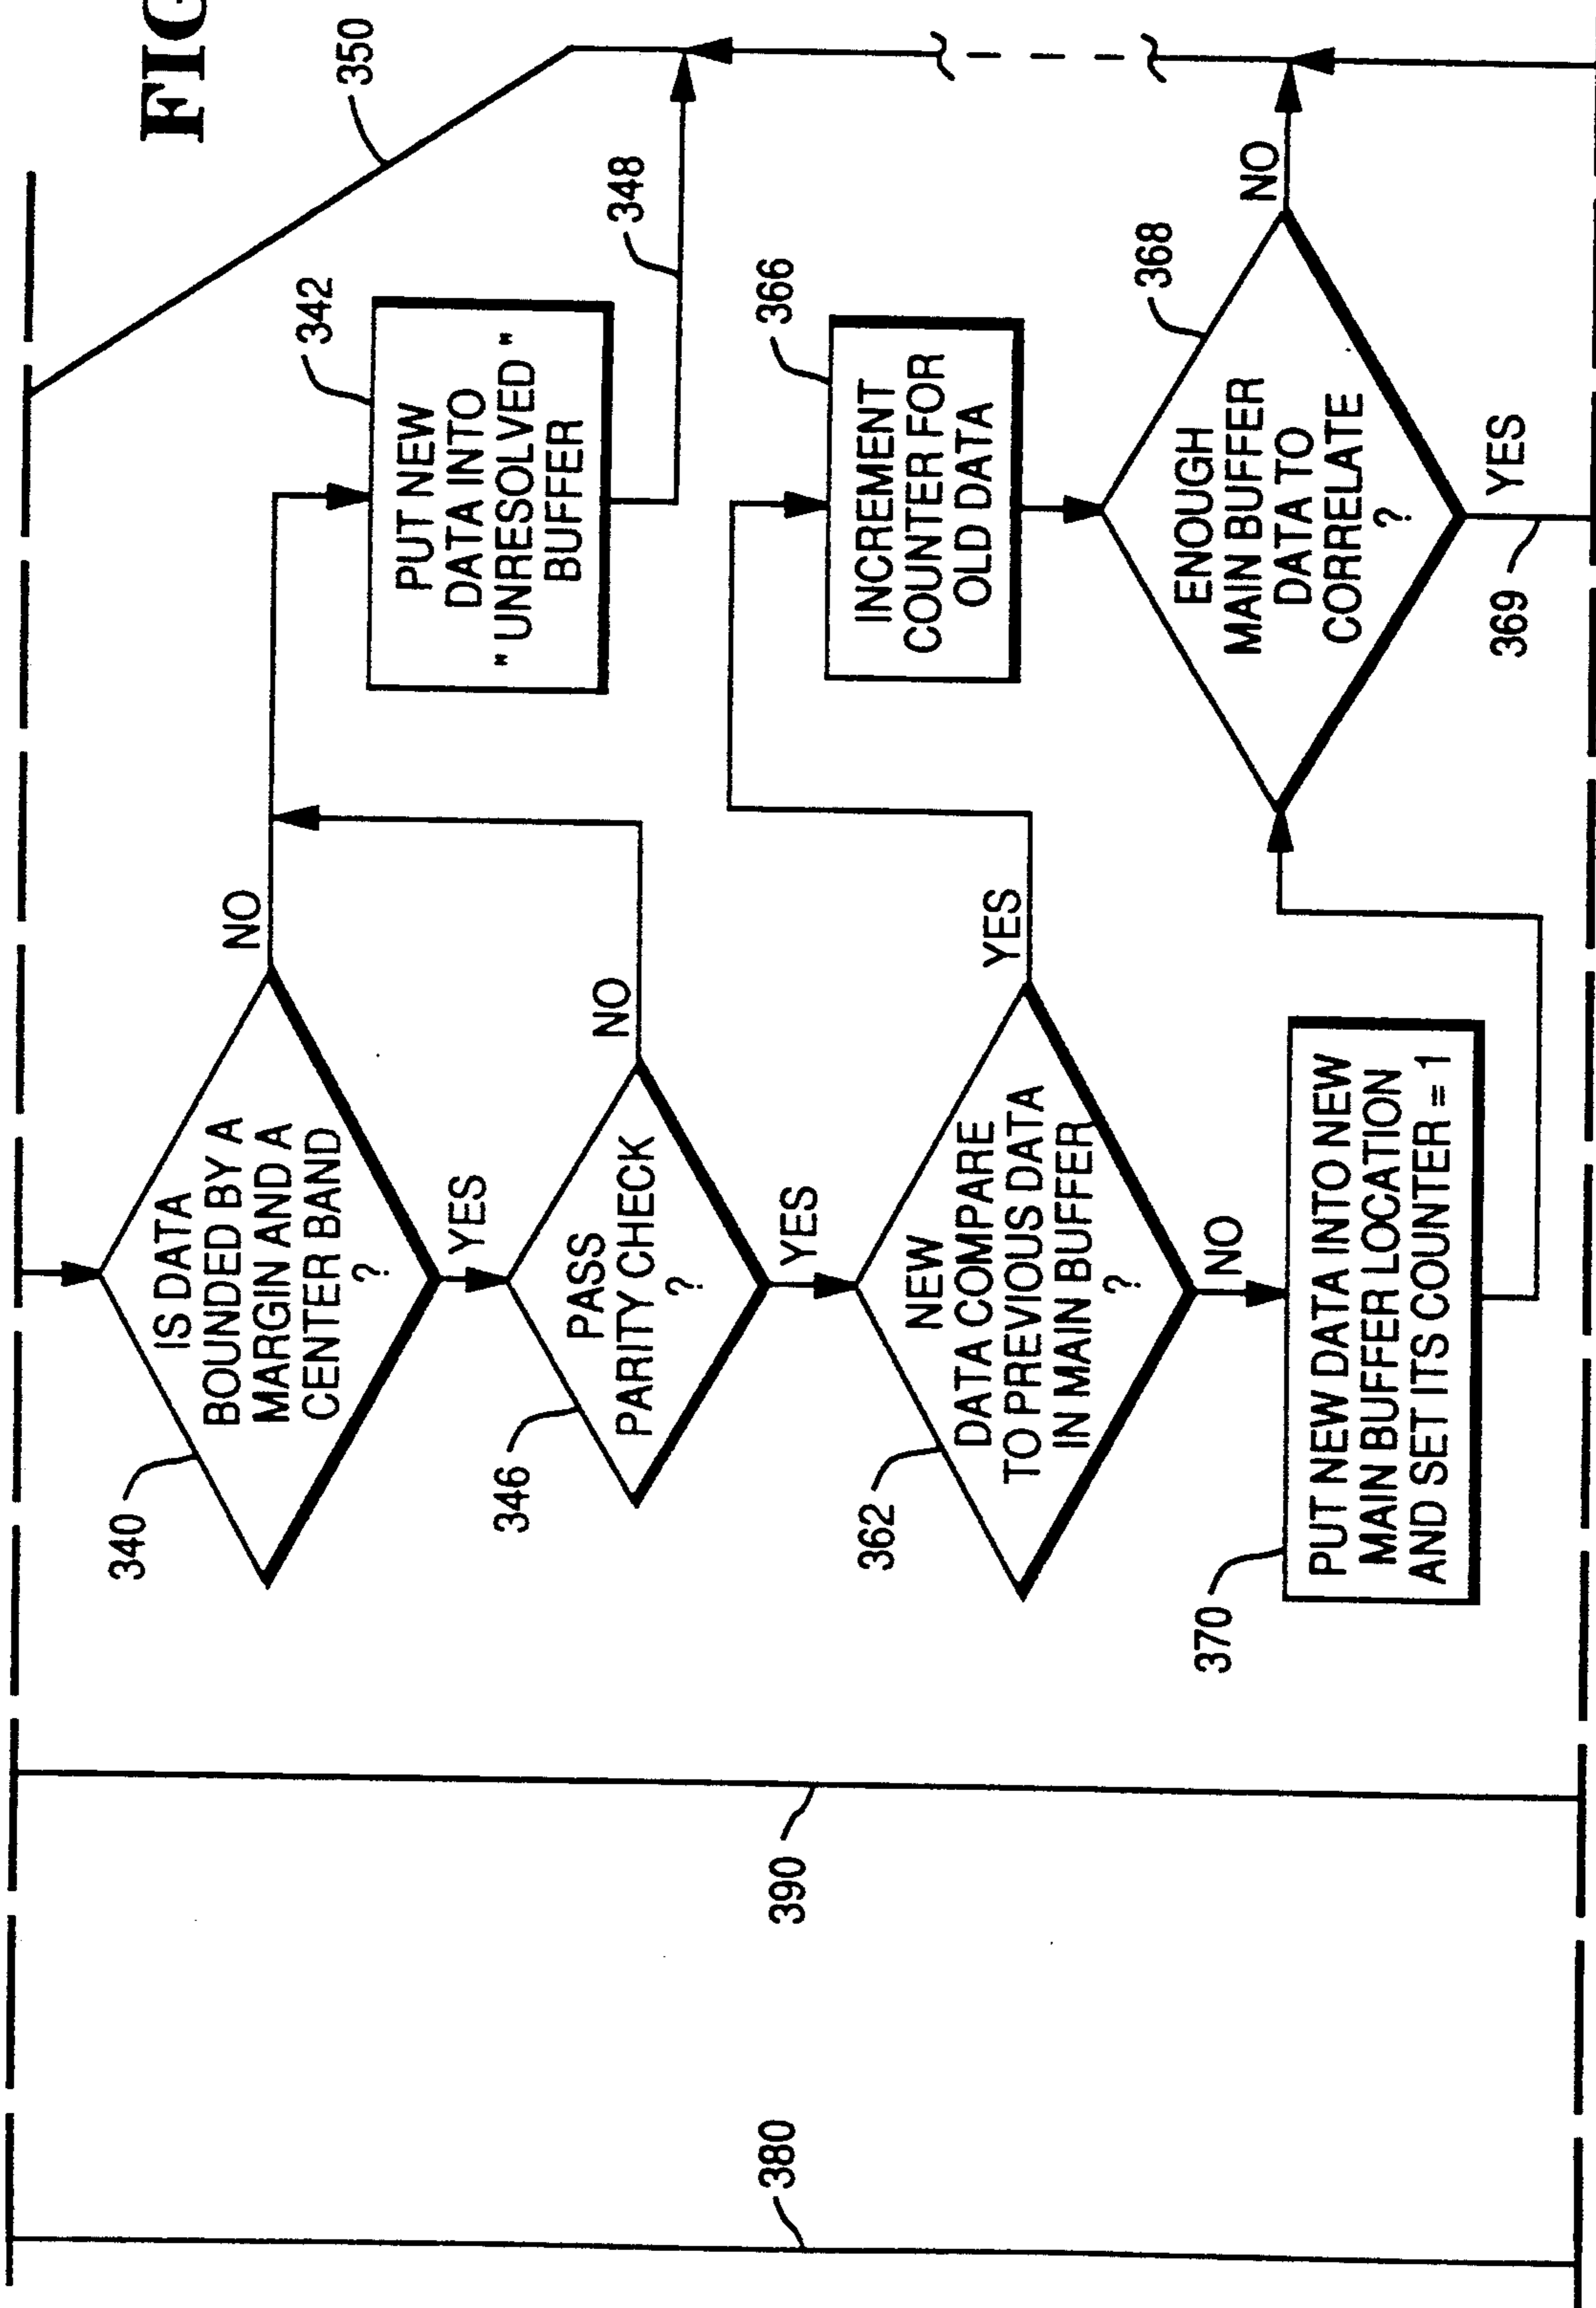 FIG
350
340
IS DATA
BOUNDED BY A
MARGIN AND A
CENTER BAND
?
NO
YES
342
PUT NEW
DATA INTO
"UNRESOLVED"
BUFFER
348
346
PASS
PARITY CHECK
?
NO
YES
362
NEW
DATA COMPARE
TO PREVIOUS DATA
IN MAIN BUFFER
?
YES
NO
366
INCREMENT
COUNTER FOR
OLD DATA
368
ENOUGH
MAIN BUFFER
DATA TO
CORRELATE
?
NO
YES
369
370
PUT NEW DATA INTO NEW
MAIN BUFFER LOCATION
AND SET ITS COUNTER = 1
390
380